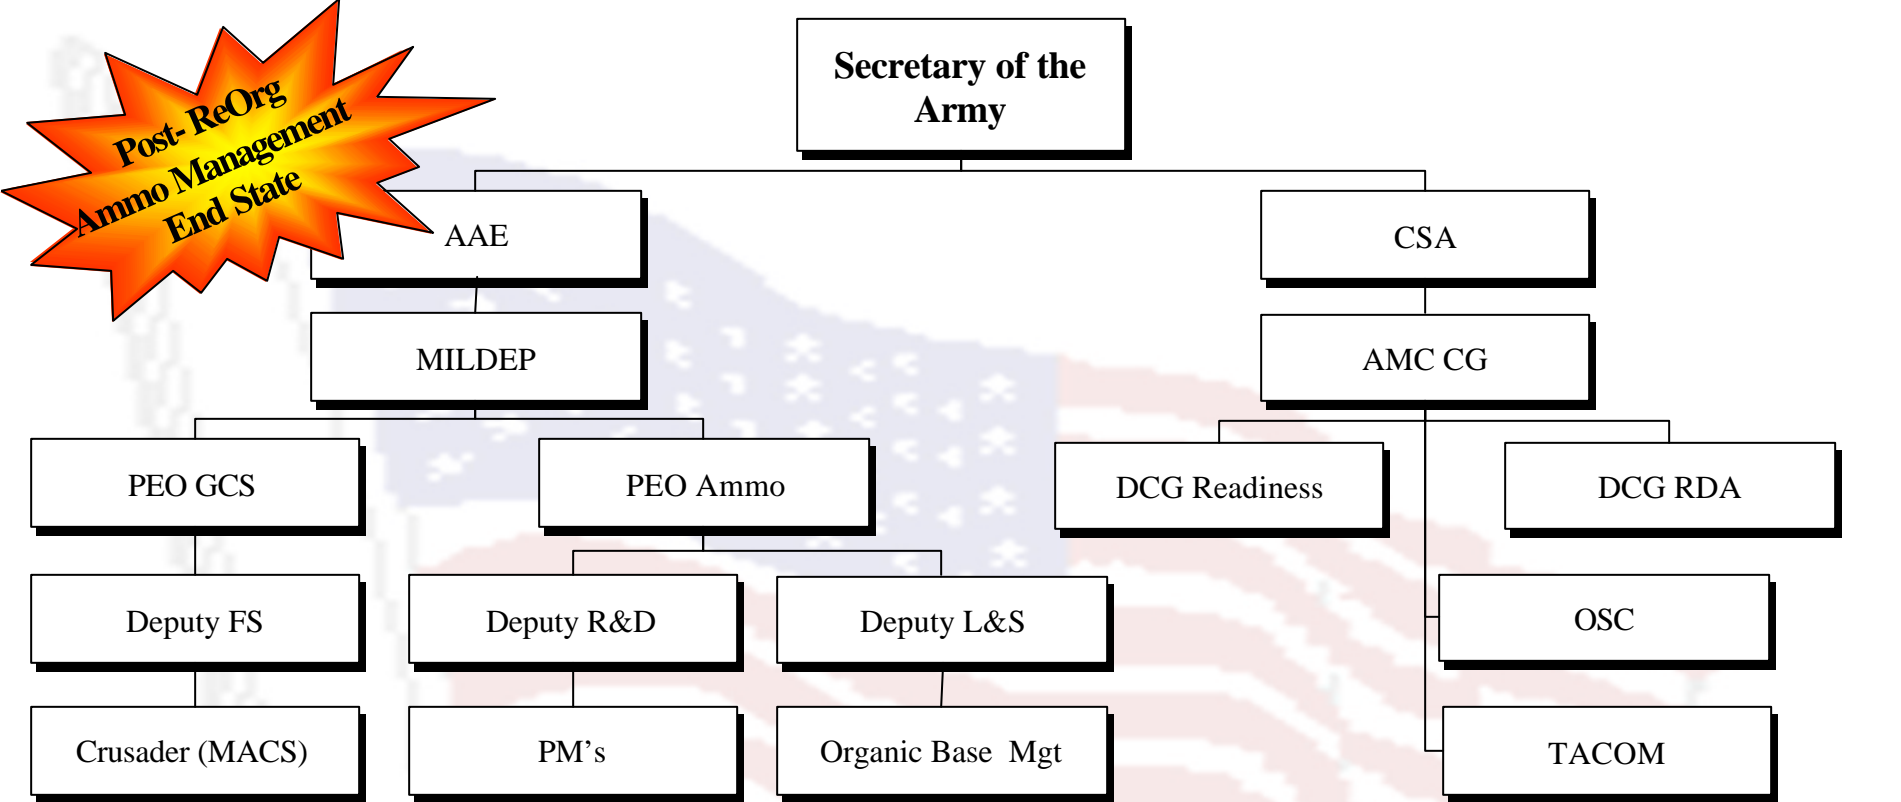 Post- ReOrg
Ammo Management
End State
Secretary of the
Army
AAE
CSA
MILDEP
AMC CG
PEO GCS
PEO Ammo
DCG Readiness
DCG RDA
Deputy FS
Deputy R&D
Deputy L&S
OSC
Crusader (MACS)
PM’s
Organic Base  Mgt
TACOM